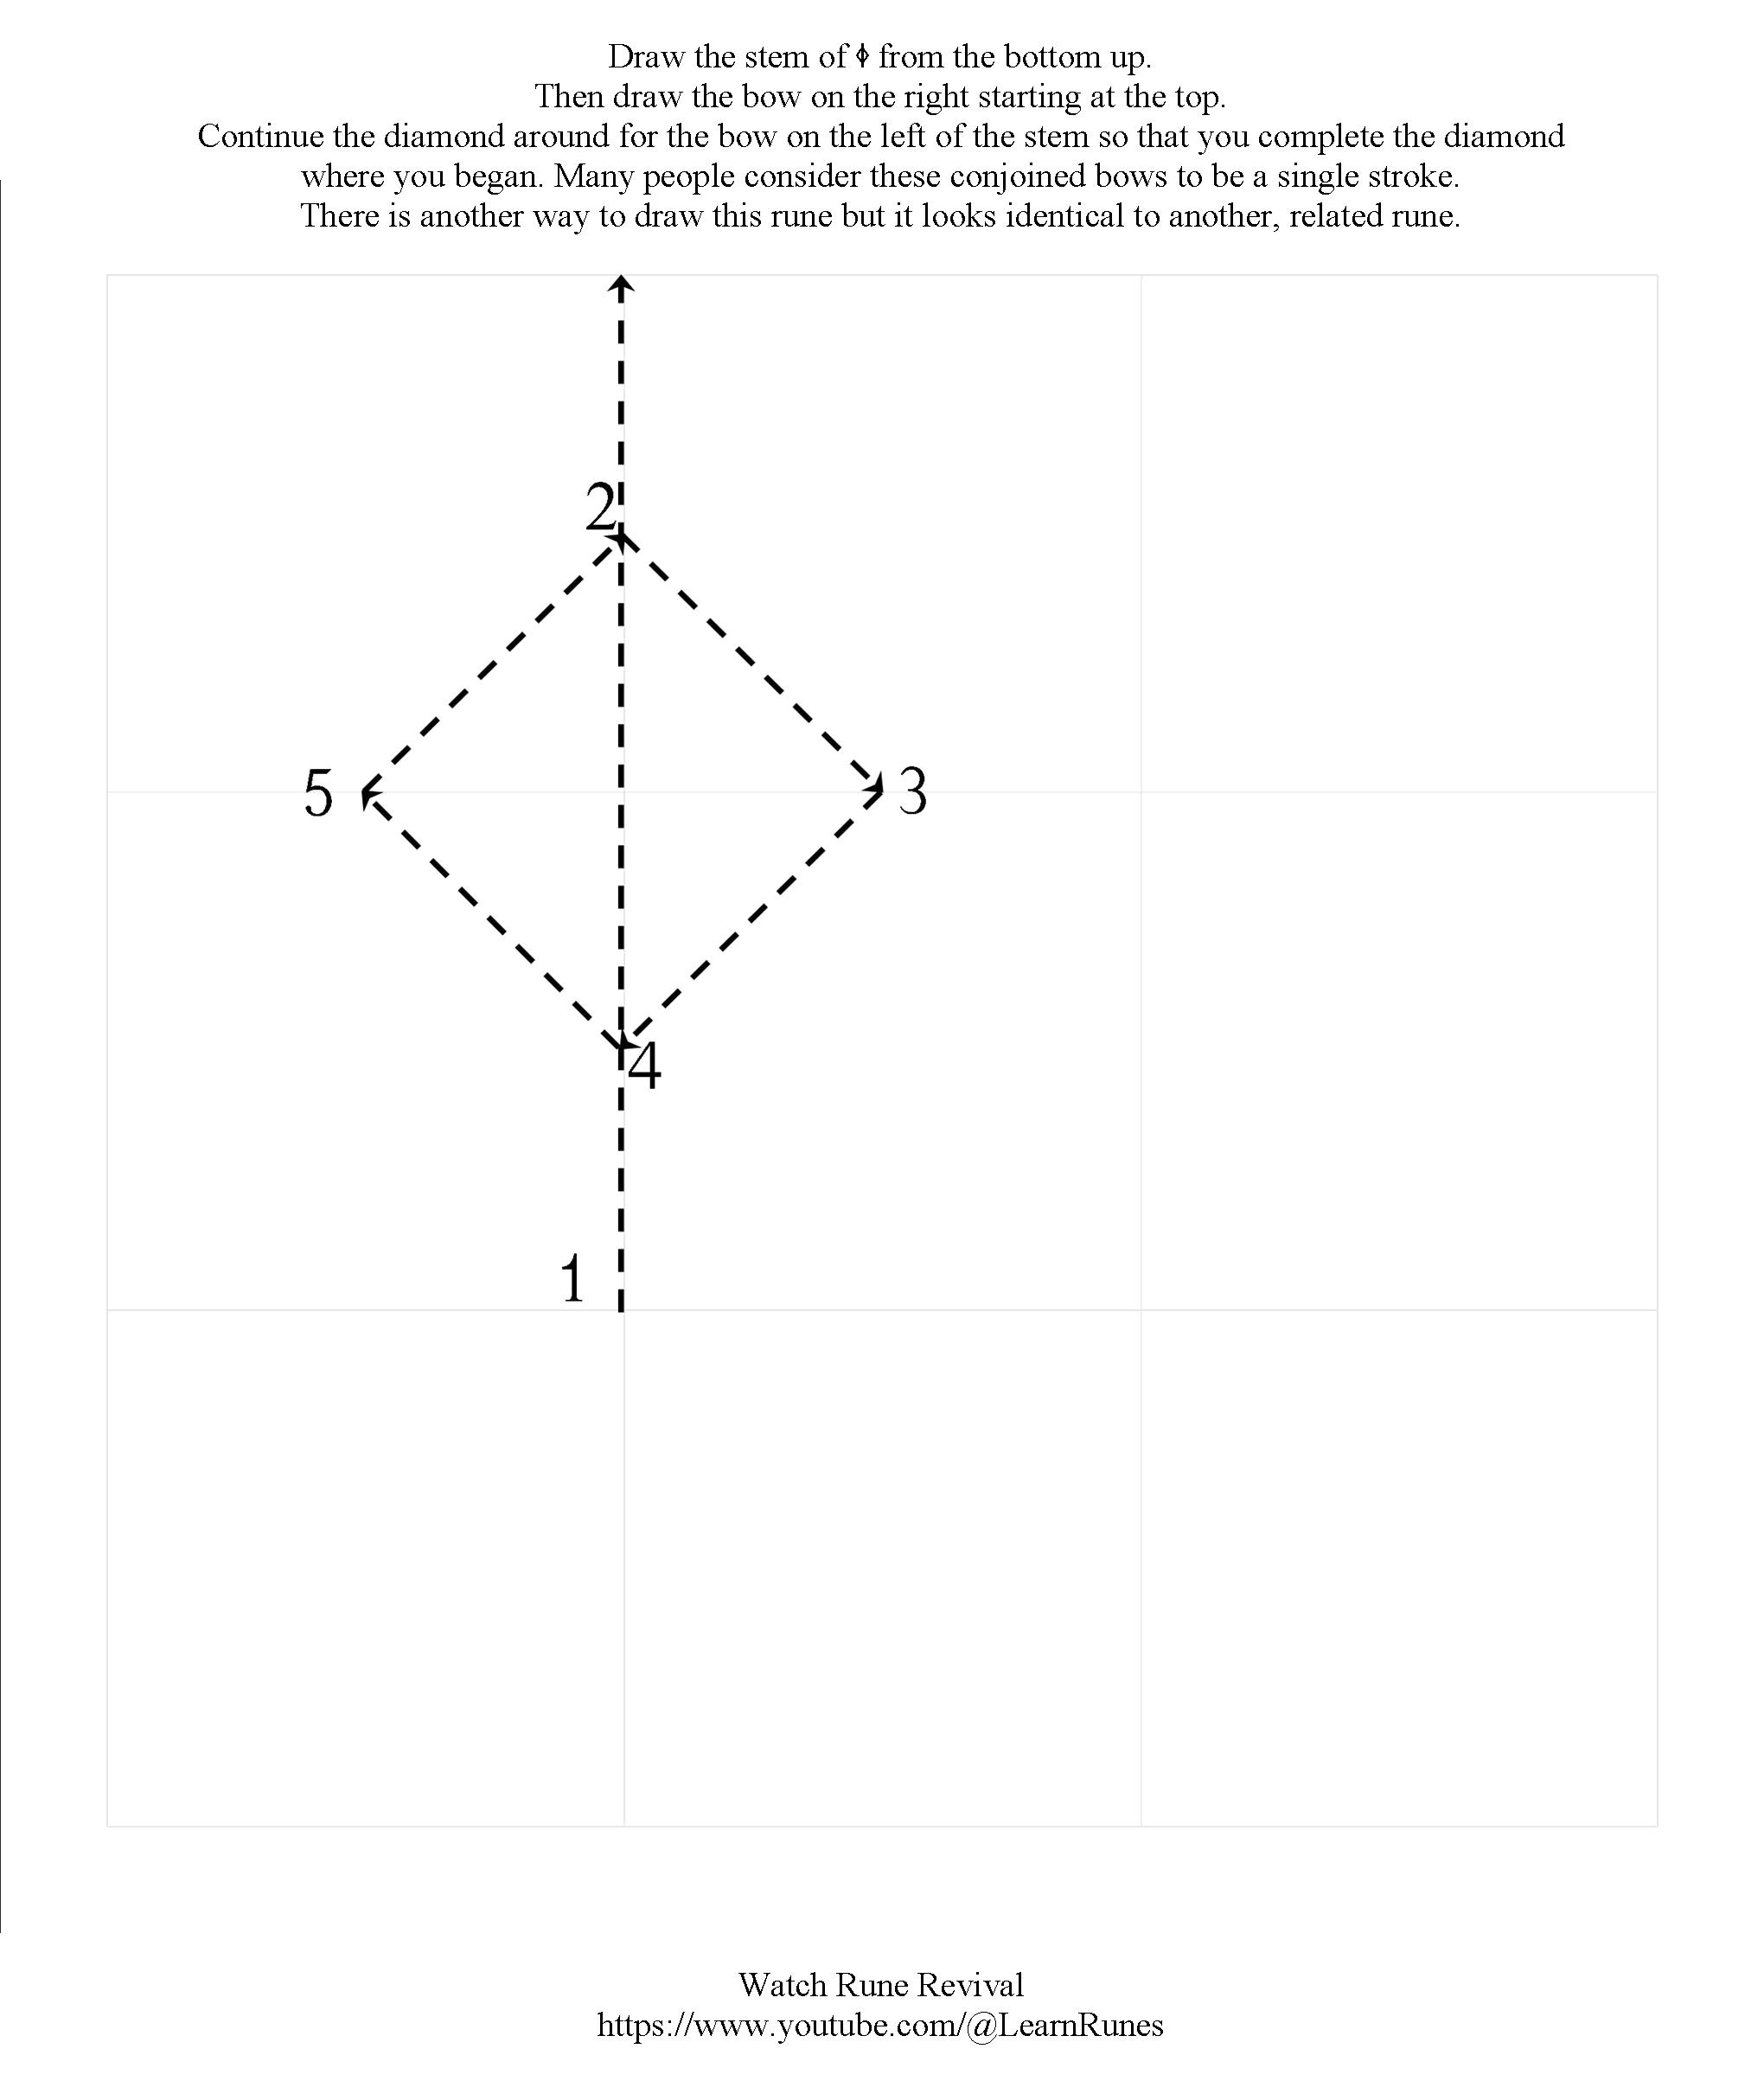 Draw the stem of ᛰ from the bottom up.
Then draw the bow on the right starting at the top.
Continue the diamond around for the bow on the left of the stem so that you complete the diamond
where you began. Many people consider these conjoined bows to be a single stroke.
There is another way to draw this rune but it looks identical to another, related rune.
2
5
3
4
1
Watch Rune Revival
https://www.youtube.com/@LearnRunes